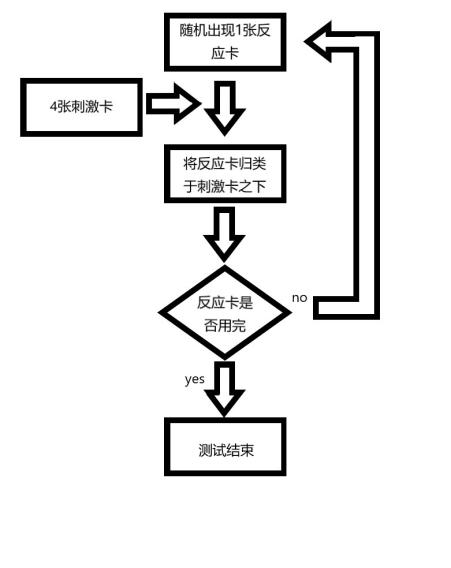 随机出现1张反
应卡
4张刺激卡
将反应卡归类
于刺激卡之下
反应卡是
否用完
no
yes
测试结束